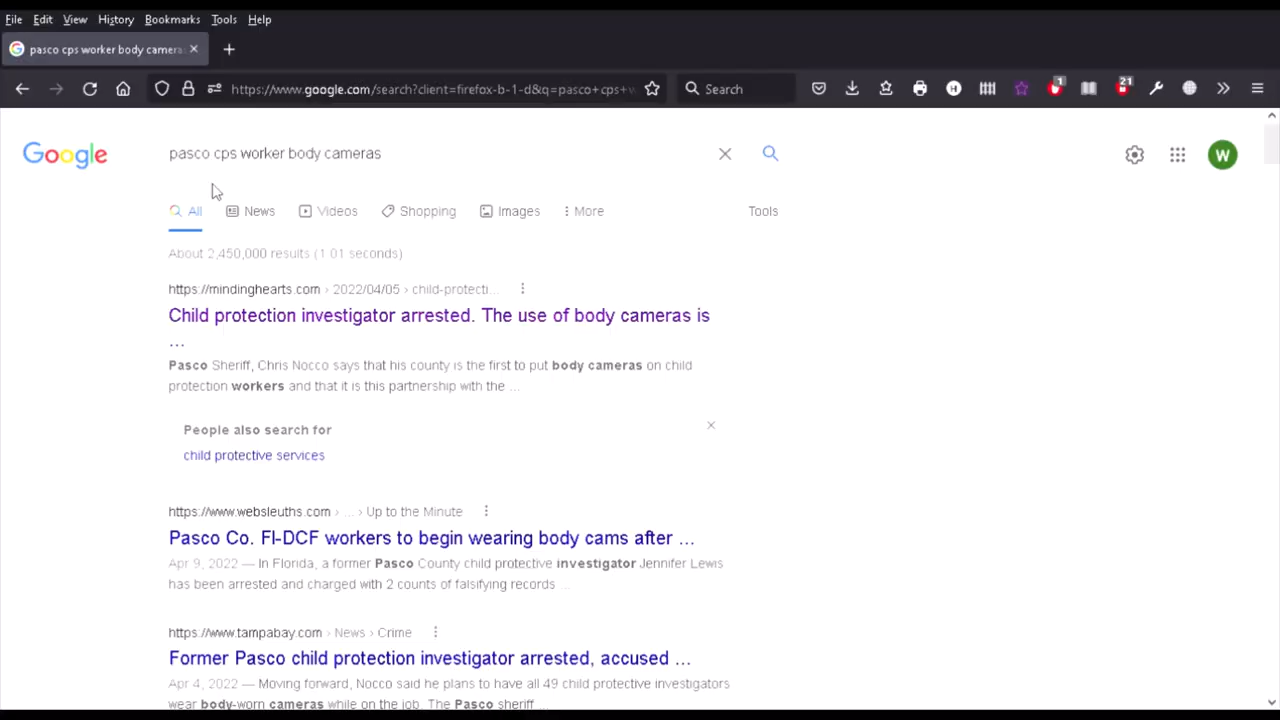 File Edit View History Bookmarks Tools Help
pasco cps worker body camera
https://www.google.com/search?client=firefox-b-1-d&q=pasco+cps+w
Search
1
21
Google
pasco cps worker body cameras
W
All News Videos Shopping Images More Tools
About 2,450,000 results (1.01 seconds)
https://mindinghearts.com › 2022/04/05 › child-protecti...
Child protection investigator arrested. The use of body cameras is
...
Pasco Sheriff, Chris Nocco says that his county is the first to put body cameras on child
protection workers and that it is this partnership with the ...
People also search for
child protective services
https://www.websleuths.com › ... › Up to the Minute
Pasco Co. Fl-DCF workers to begin wearing body cams after ...
Apr 9, 2022 — In Florida, a former Pasco County child protective investigator Jennifer Lewis
has been arrested and charged with 2 counts of falsifying records ...
https://www.tampabay.com › News › Crime
Former Pasco child protection investigator arrested, accused ...
Apr 4, 2022 — Moving forward, Nocco said he plans to have all 49 child protective investigators
wear body-worn cameras while on the job. The Pasco sheriff ...